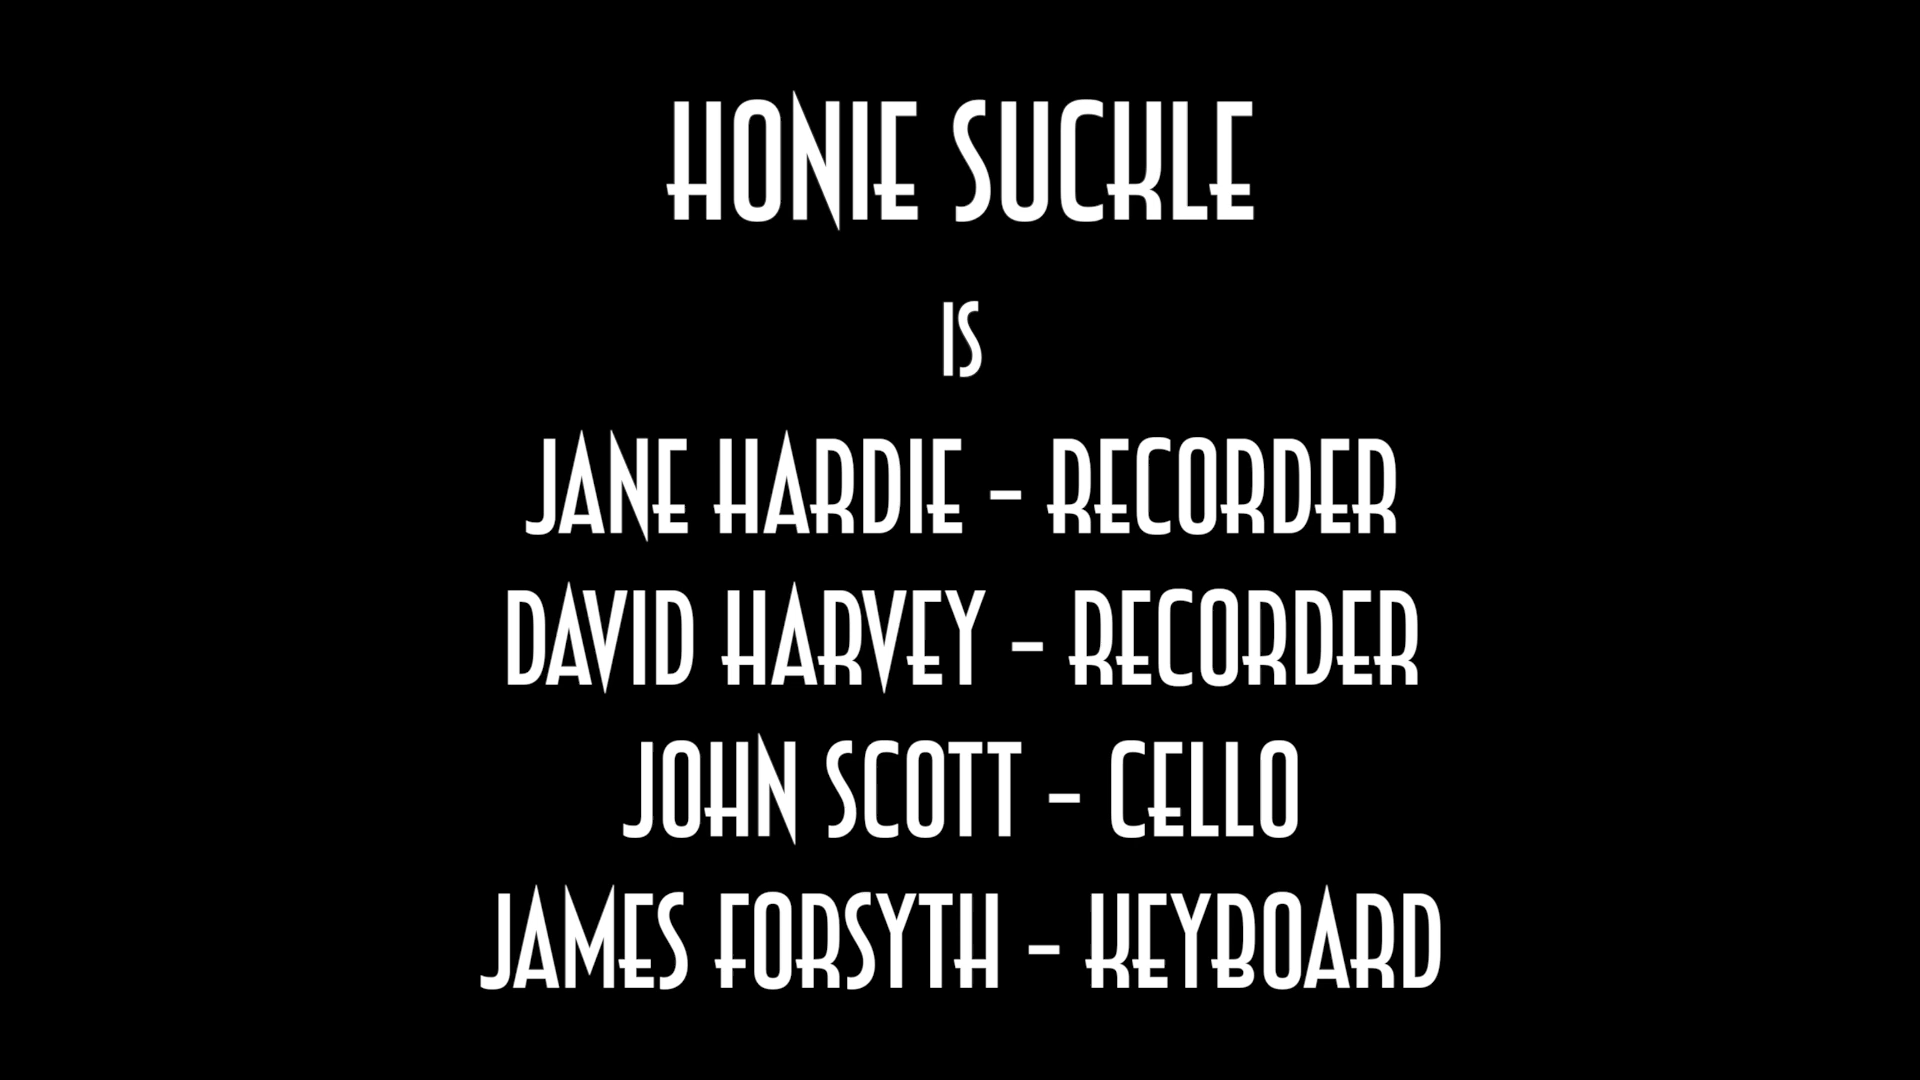 HONIE SUCKLE
IS
JANE HARDIE - RECORDER
DAVID HARVEY - RECORDER
JOHN SCOTT - CELLO
JAMES FORSYTH - KEYBOARD